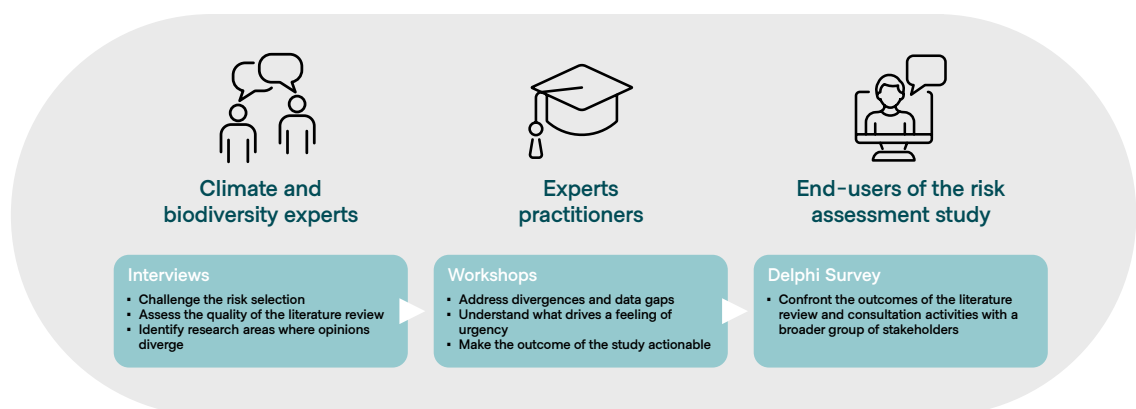 Climate and
biodiversity experts
Experts
practitioners
End-users of the risk
assessment study
Interviews
▪ Challenge the risk selection
▪ Assess the quality of the literature review
▪ Identify research areas where opinions
diverge
Workshops
▪ Address divergences and data gaps
▪ Understand what drives a feeling of
urgency
▪ Make the outcome of the study actionable
Delphi Survey
▪ Confront the outcomes of the literature
review and consultation activities with a
broader group of stakeholders